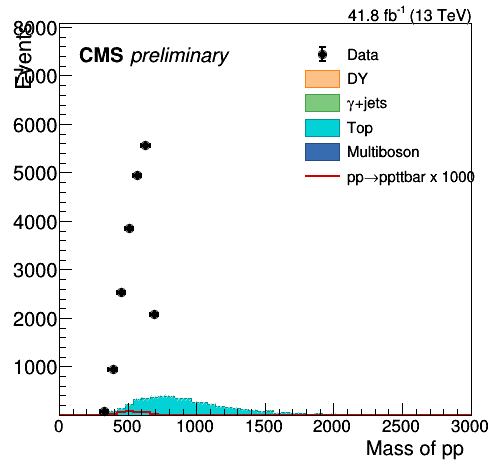 41.8 fb⁻¹ (13 TeV)
CMS preliminary
Data
DY
γ+jets
Top
Multiboson
pp→ppttbar x 1000
Events
8000
7000
6000
5000
4000
3000
2000
1000
0 500 1000 1500 2000 2500 3000
Mass of pp